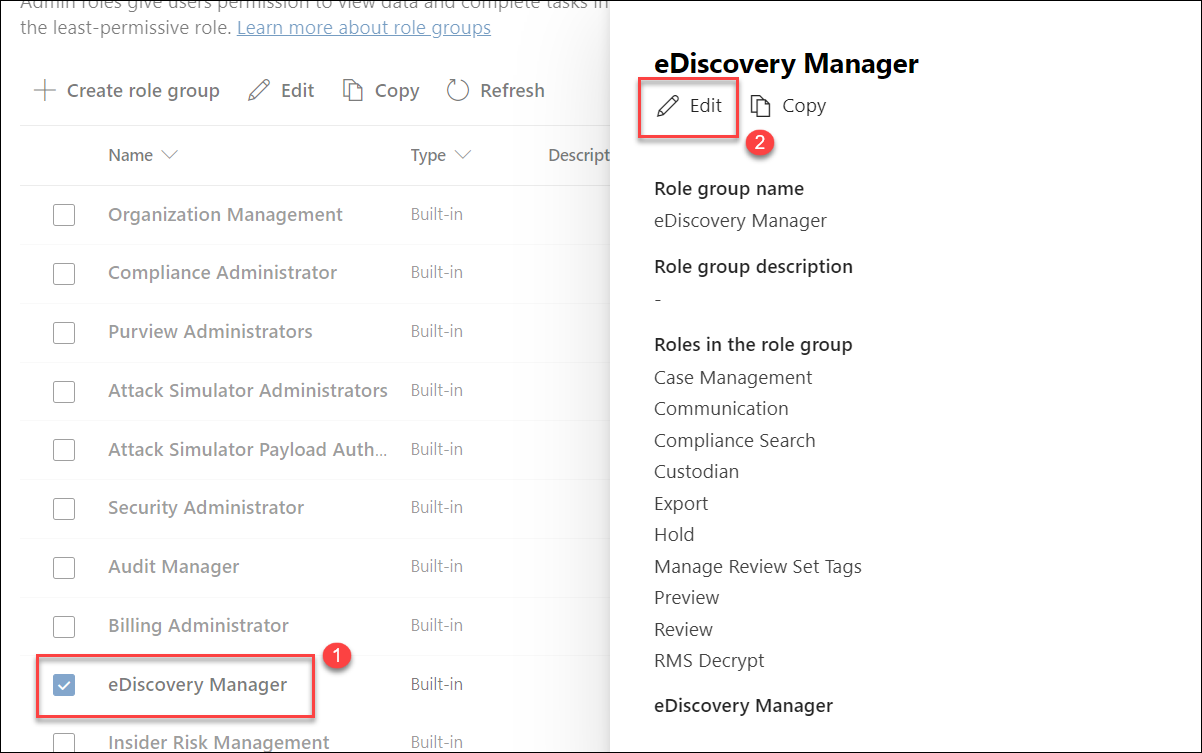 Admin roles give users permission to view data and complete tasks in
the least-permissive role. Learn more about role groups
Create role group Edit Copy Refresh
Name Type Descript
Organization Management Built-in
Compliance Administrator Built-in
Purview Administrators Built-in
Attack Simulator Administrators Built-in
Attack Simulator Payload Auth... Built-in
Security Administrator Built-in
Audit Manager Built-in
Billing Administrator Built-in
1
eDiscovery Manager Built-in
Insider Risk Management Built-in
eDiscovery Manager
Edit Copy
2
Role group name
eDiscovery Manager
Role group description
-
Roles in the role group
Case Management
Communication
Compliance Search
Custodian
Export
Hold
Manage Review Set Tags
Preview
Review
RMS Decrypt
eDiscovery Manager